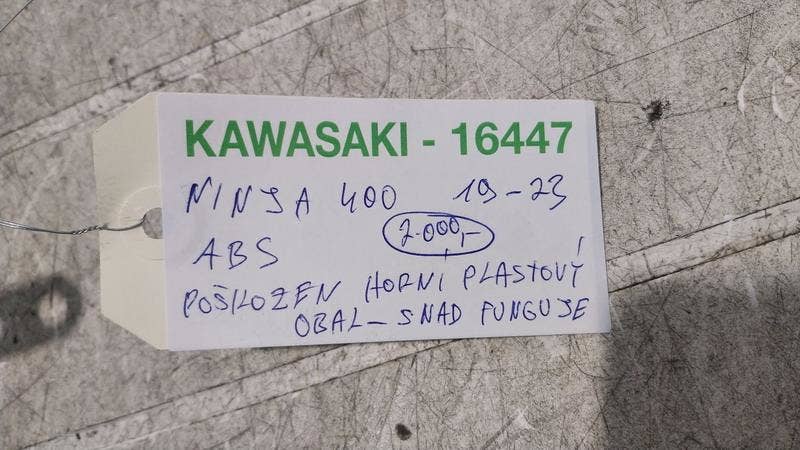 KAWASAKI - 16447
NINJA 400 19-23
2.000,-
ABS
POŠKOZEN HORNÍ PLASTOVÝ
OBAL - SNAD FUNGUJE